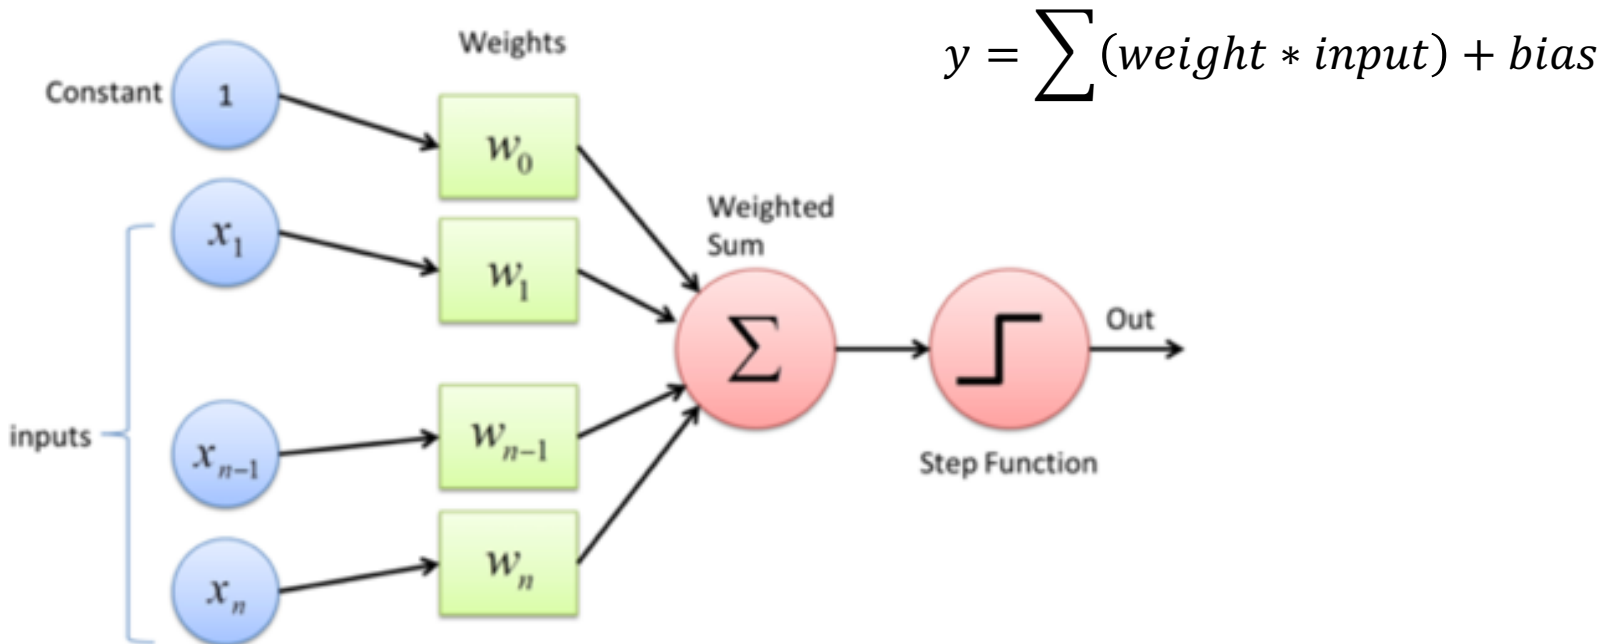 Weights
y = ∑(weight * input) + bias
Constant
1
w₀
x₁
w₁
Weighted
Sum
∑
Out
inputs
xₙ₋₁
wₙ₋₁
Step Function
xₙ
wₙ